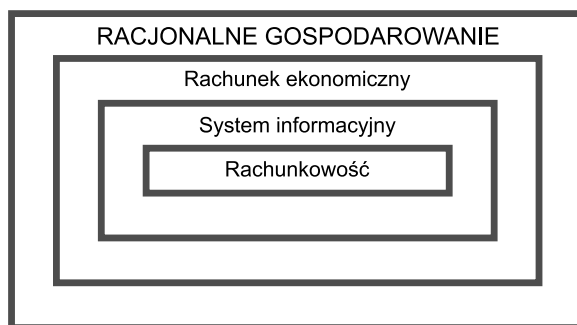 RACJONALNE GOSPODAROWANIE
Rachunek ekonomiczny
System informacyjny
Rachunkowość